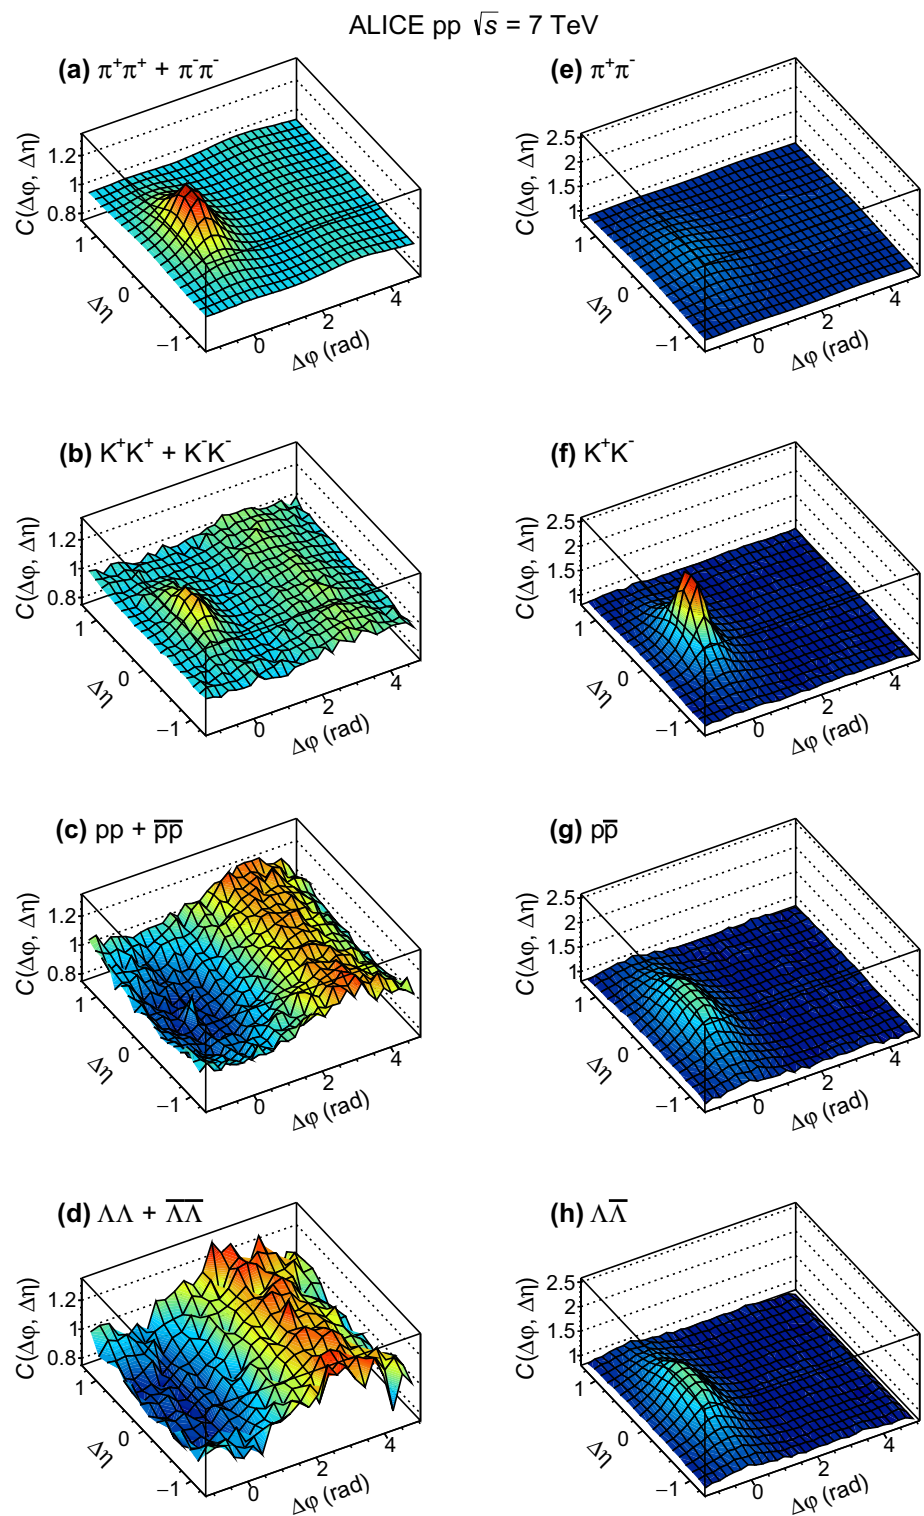 ALICE pp √s = 7 TeV
(a) π⁺π⁺ + π⁻π⁻
C(Δφ, Δη)
1.2
1
0.8
1
0
−1
Δη
0
2
4
Δφ (rad)
(e) π⁺π⁻
C(Δφ, Δη)
2.5
2
1.5
1
1
0
−1
Δη
0
2
4
Δφ (rad)
(b) K⁺K⁺ + K⁻K⁻
C(Δφ, Δη)
1.2
1
0.8
1
0
−1
Δη
0
2
4
Δφ (rad)
(f) K⁺K⁻
C(Δφ, Δη)
2.5
2
1.5
1
1
0
−1
Δη
0
2
4
Δφ (rad)
(c) pp + p̅p̅
C(Δφ, Δη)
1.2
1
0.8
1
0
−1
Δη
0
2
4
Δφ (rad)
(g) pp̅
C(Δφ, Δη)
2.5
2
1.5
1
1
0
−1
Δη
0
2
4
Δφ (rad)
(d) ΛΛ + Λ̅Λ̅
C(Δφ, Δη)
1.2
1
0.8
1
0
−1
Δη
0
2
4
Δφ (rad)
(h) ΛΛ̅
C(Δφ, Δη)
2.5
2
1.5
1
1
0
−1
Δη
0
2
4
Δφ (rad)